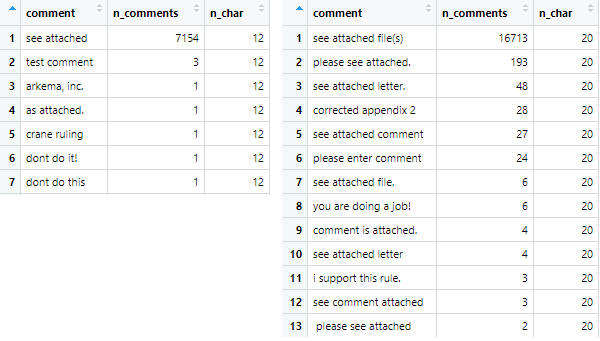 comment n_comments n_char
1 see attached 7154 12
2 test comment 3 12
3 arkema, inc. 1 12
4 as attached. 1 12
5 crane ruling 1 12
6 dont do it! 1 12
7 dont do this 1 12
comment n_comments n_char
1 see attached file(s) 16713 20
2 please see attached. 193 20
3 see attached letter. 48 20
4 corrected appendix 2 28 20
5 see attached comment 27 20
6 please enter comment 24 20
7 see attached file. 6 20
8 you are doing a job! 6 20
9 comment is attached. 4 20
10 see attached letter 4 20
11 i support this rule. 3 20
12 see comment attached 3 20
13 please see attached 2 20